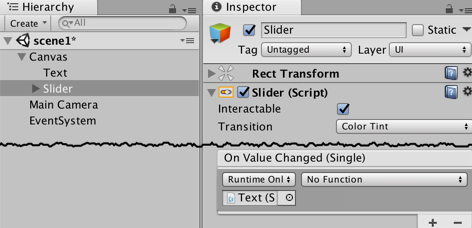 Hierarchy
Create
All
scene1*
Canvas
Text
Slider
Main Camera
EventSystem
Inspector
Slider
Static
Tag Untagged Layer UI
Rect Transform
Slider (Script)
Interactable
Transition Color Tint
On Value Changed (Single)
Runtime Onl No Function
Text (S
+ −